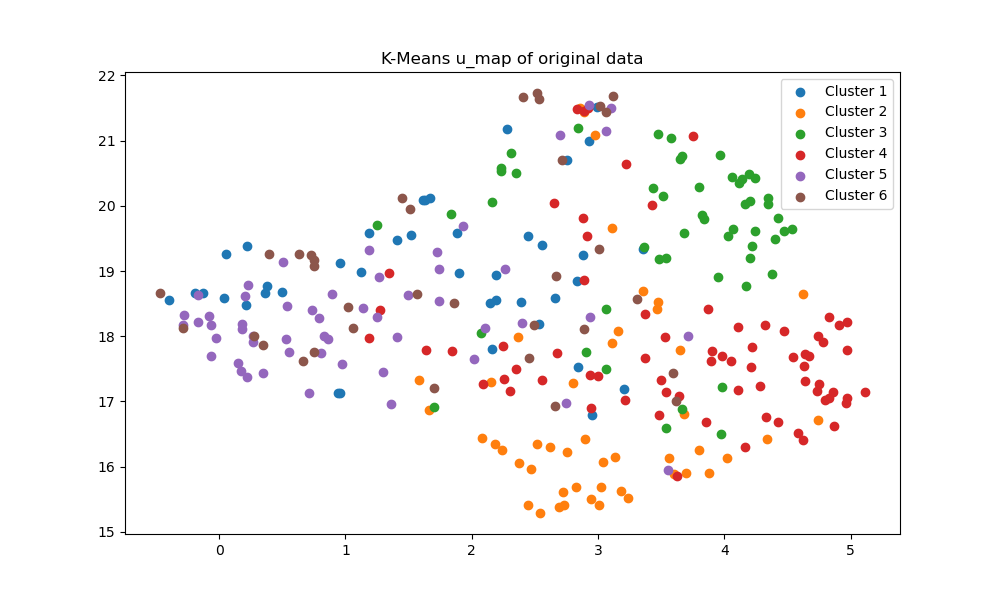 K-Means u_map of original data
22
21
20
19
18
17
16
15
Cluster 1
Cluster 2
Cluster 3
Cluster 4
Cluster 5
Cluster 6
0 1 2 3 4 5